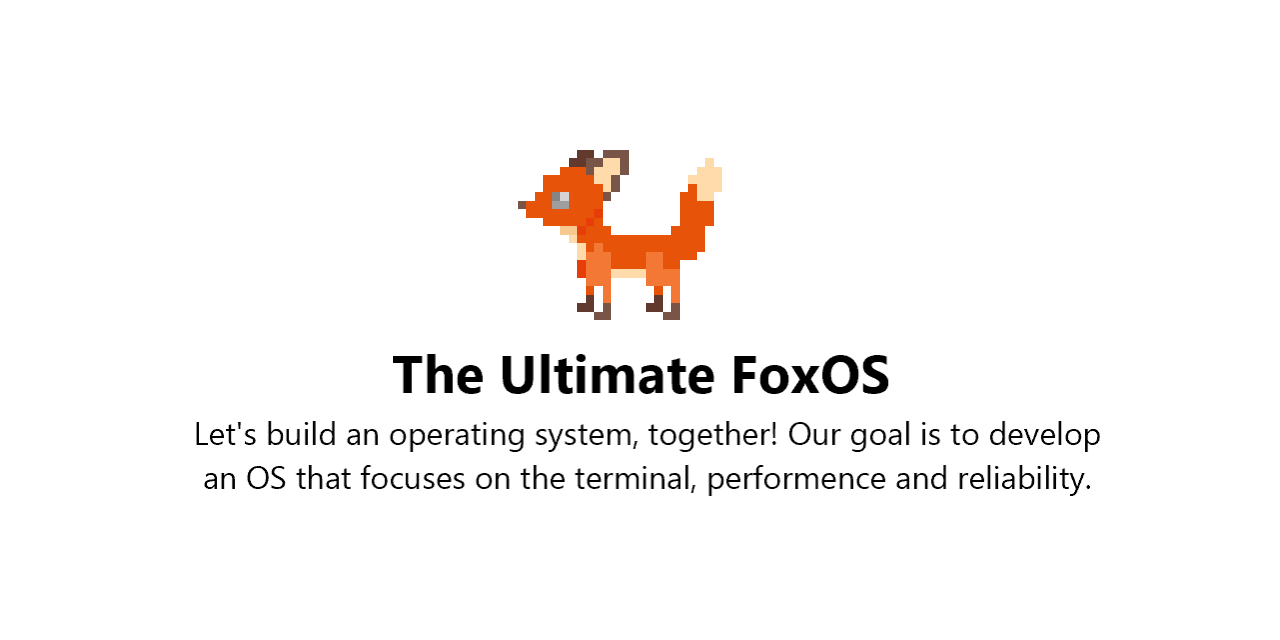 The Ultimate FoxOS
Let's build an operating system, together! Our goal is to develop
an OS that focuses on the terminal, performence and reliability.